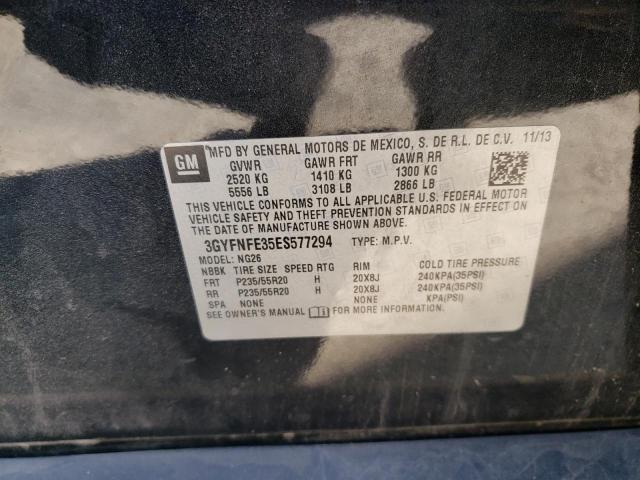 GM
MFD BY GENERAL MOTORS DE MEXICO, S. DE R.L. DE C.V. 11/13
GVWR GAWR FRT GAWR RR
2520 KG 1410 KG 1300 KG
5556 LB 3108 LB 2866 LB
THIS VEHICLE CONFORMS TO ALL APPLICABLE U.S. FEDERAL MOTOR
VEHICLE SAFETY AND THEFT PREVENTION STANDARDS IN EFFECT ON
THE DATE OF MANUFACTURE SHOWN ABOVE.
3GYFNFE35ES577294 TYPE: M.P.V.
MODEL: NG26
NBBK TIRE SIZE SPEED RTG RIM COLD TIRE PRESSURE
FRT P235/55R20 H 20X8J 240KPA(35PSI)
RR P235/55R20 H 20X8J 240KPA(35PSI)
SPA NONE NONE KPA(PSI)
SEE OWNER'S MANUAL FOR MORE INFORMATION.